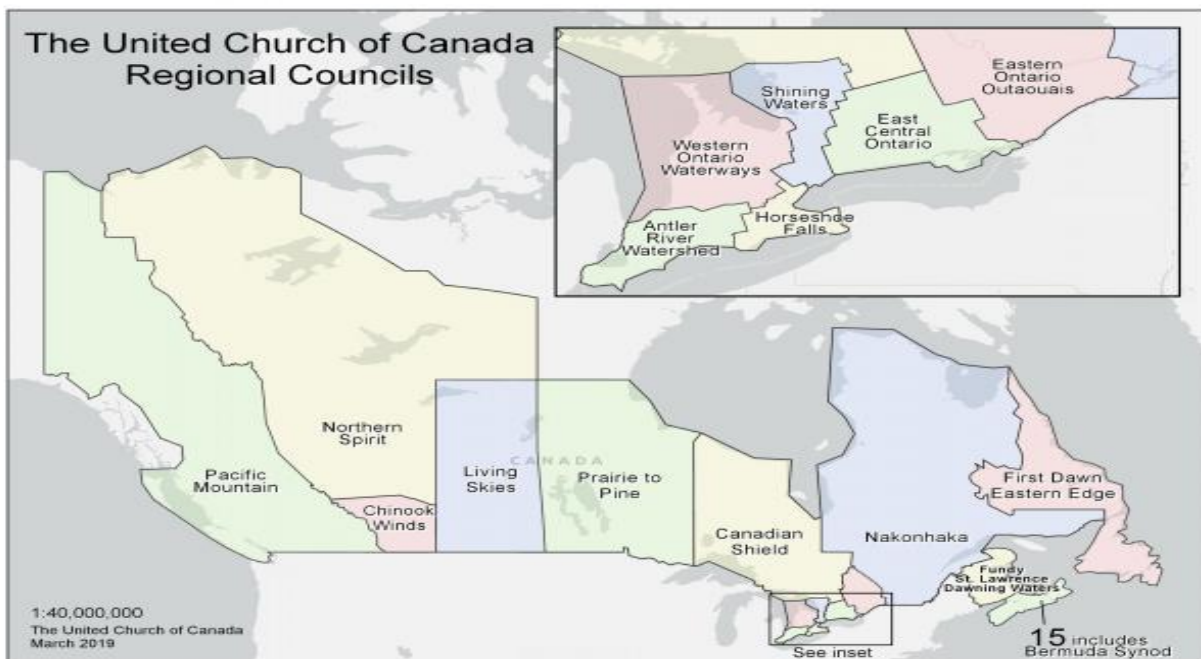 The United Church of Canada
Regional Councils
Eastern
Ontario
Outaouais
Shining
Waters
East
Central
Ontario
Western
Ontario
Waterways
Antler
River
Watershed
Horseshoe
Falls
Northern
Spirit
Pacific
Mountain
Chinook
Winds
Living
Skies
CANADA
Prairie to
Pine
Canadian
Shield
Nakonhaka
First Dawn
Eastern Edge
Fundy
St. Lawrence
Dawning Waters
15 includes
Bermuda Synod
See inset
1:40,000,000
The United Church of Canada
March 2019